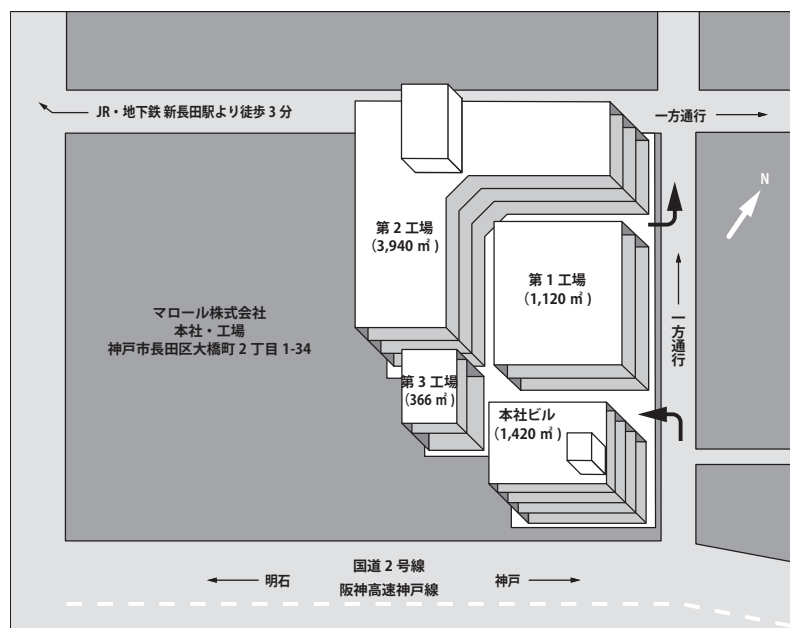 JR・地下鉄 新長田駅より徒歩 3 分
一方通行
N
第 2 工場
(3,940 ㎡ )
第 1 工場
(1,120 ㎡ )
マロール株式会社
本社・工場
神戸市長田区大橋町 2 丁目 1-34
一方通行
第 3 工場
(366 ㎡ )
本社ビル
(1,420 ㎡ )
国道 2 号線
明石
神戸
阪神高速神戸線